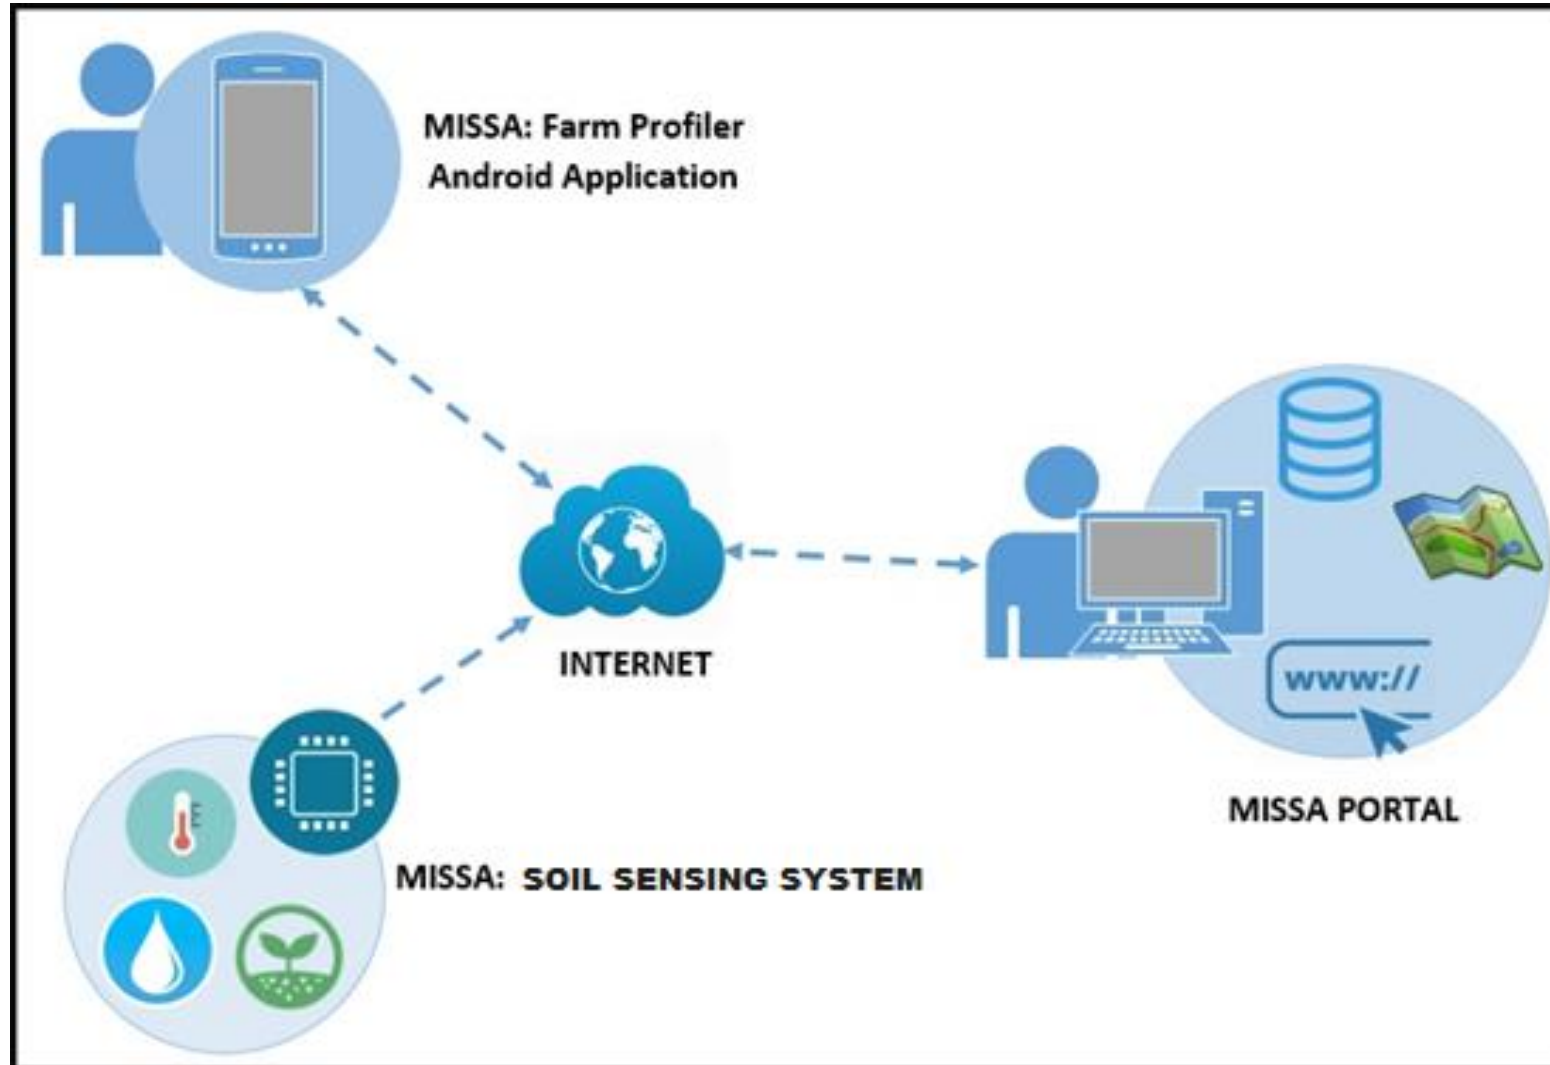 MISSA: Farm Profiler
Android Application
INTERNET
www://
MISSA PORTAL
MISSA: SOIL SENSING SYSTEM